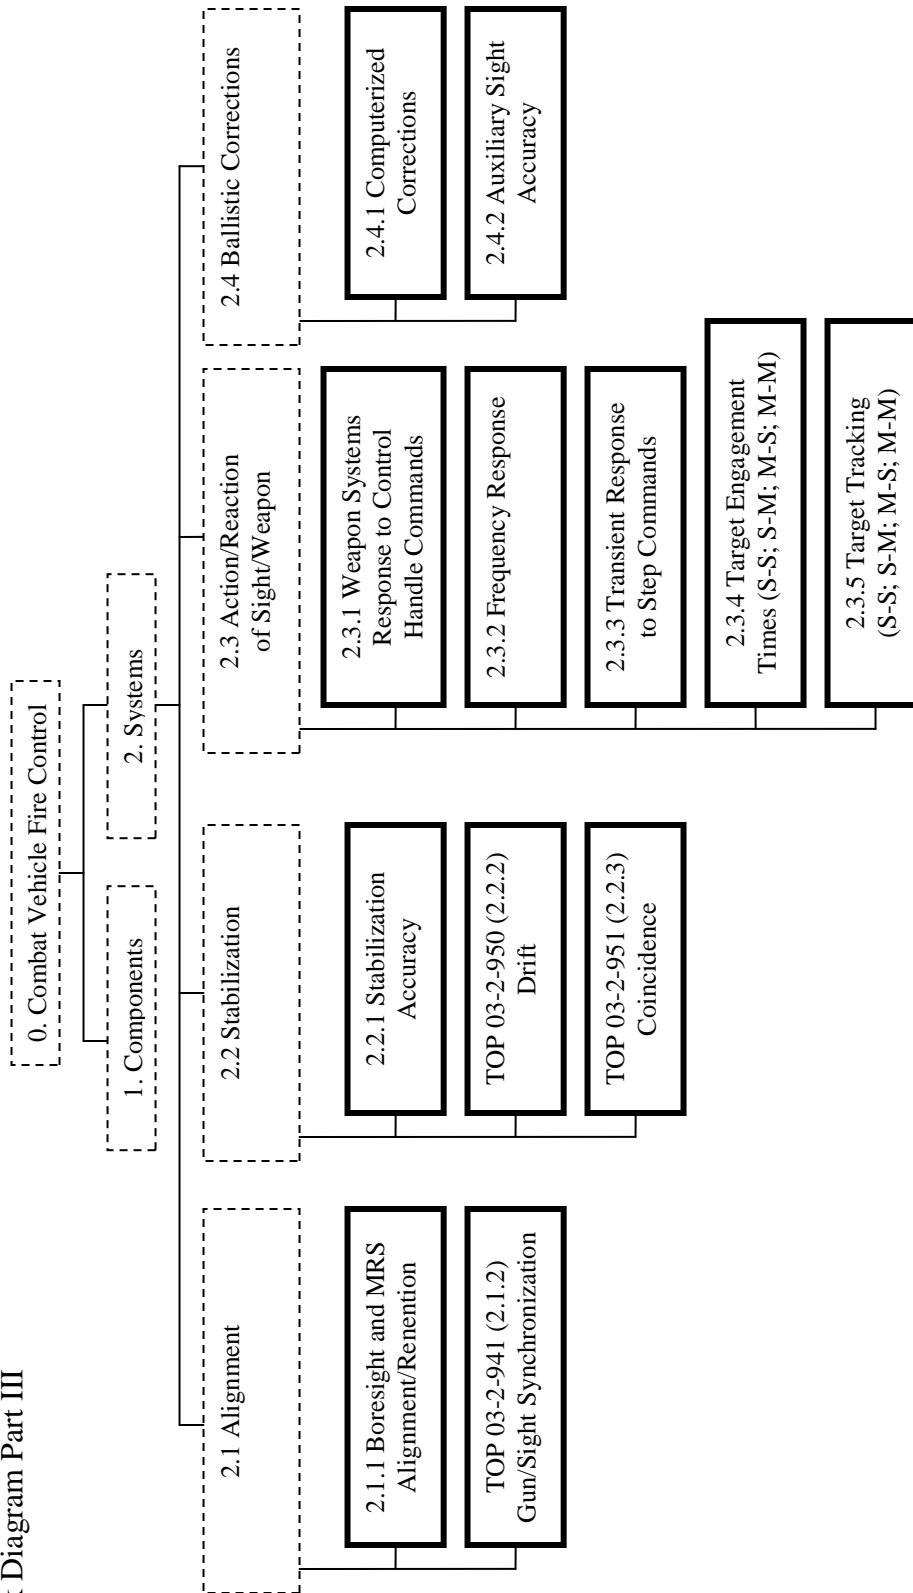 Diagram Part III
0. Combat Vehicle Fire Control
1. Components
2. Systems
2.1 Alignment
2.1.1 Boresight and MRS
Alignment/Renention
TOP 03-2-941 (2.1.2)
Gun/Sight Synchronization
2.2 Stabilization
2.2.1 Stabilization
Accuracy
TOP 03-2-950 (2.2.2)
Drift
TOP 03-2-951 (2.2.3)
Coincidence
2.3 Action/Reaction
of Sight/Weapon
2.3.1 Weapon Systems
Response to Control
Handle Commands
2.3.2 Frequency Response
2.3.3 Transient Response
to Step Commands
2.3.4 Target Engagement
Times (S-S; S-M; M-S; M-M)
2.3.5 Target Tracking
(S-S; S-M; M-S; M-M)
2.4 Ballistic Corrections
2.4.1 Computerized
Corrections
2.4.2 Auxiliary Sight
Accuracy